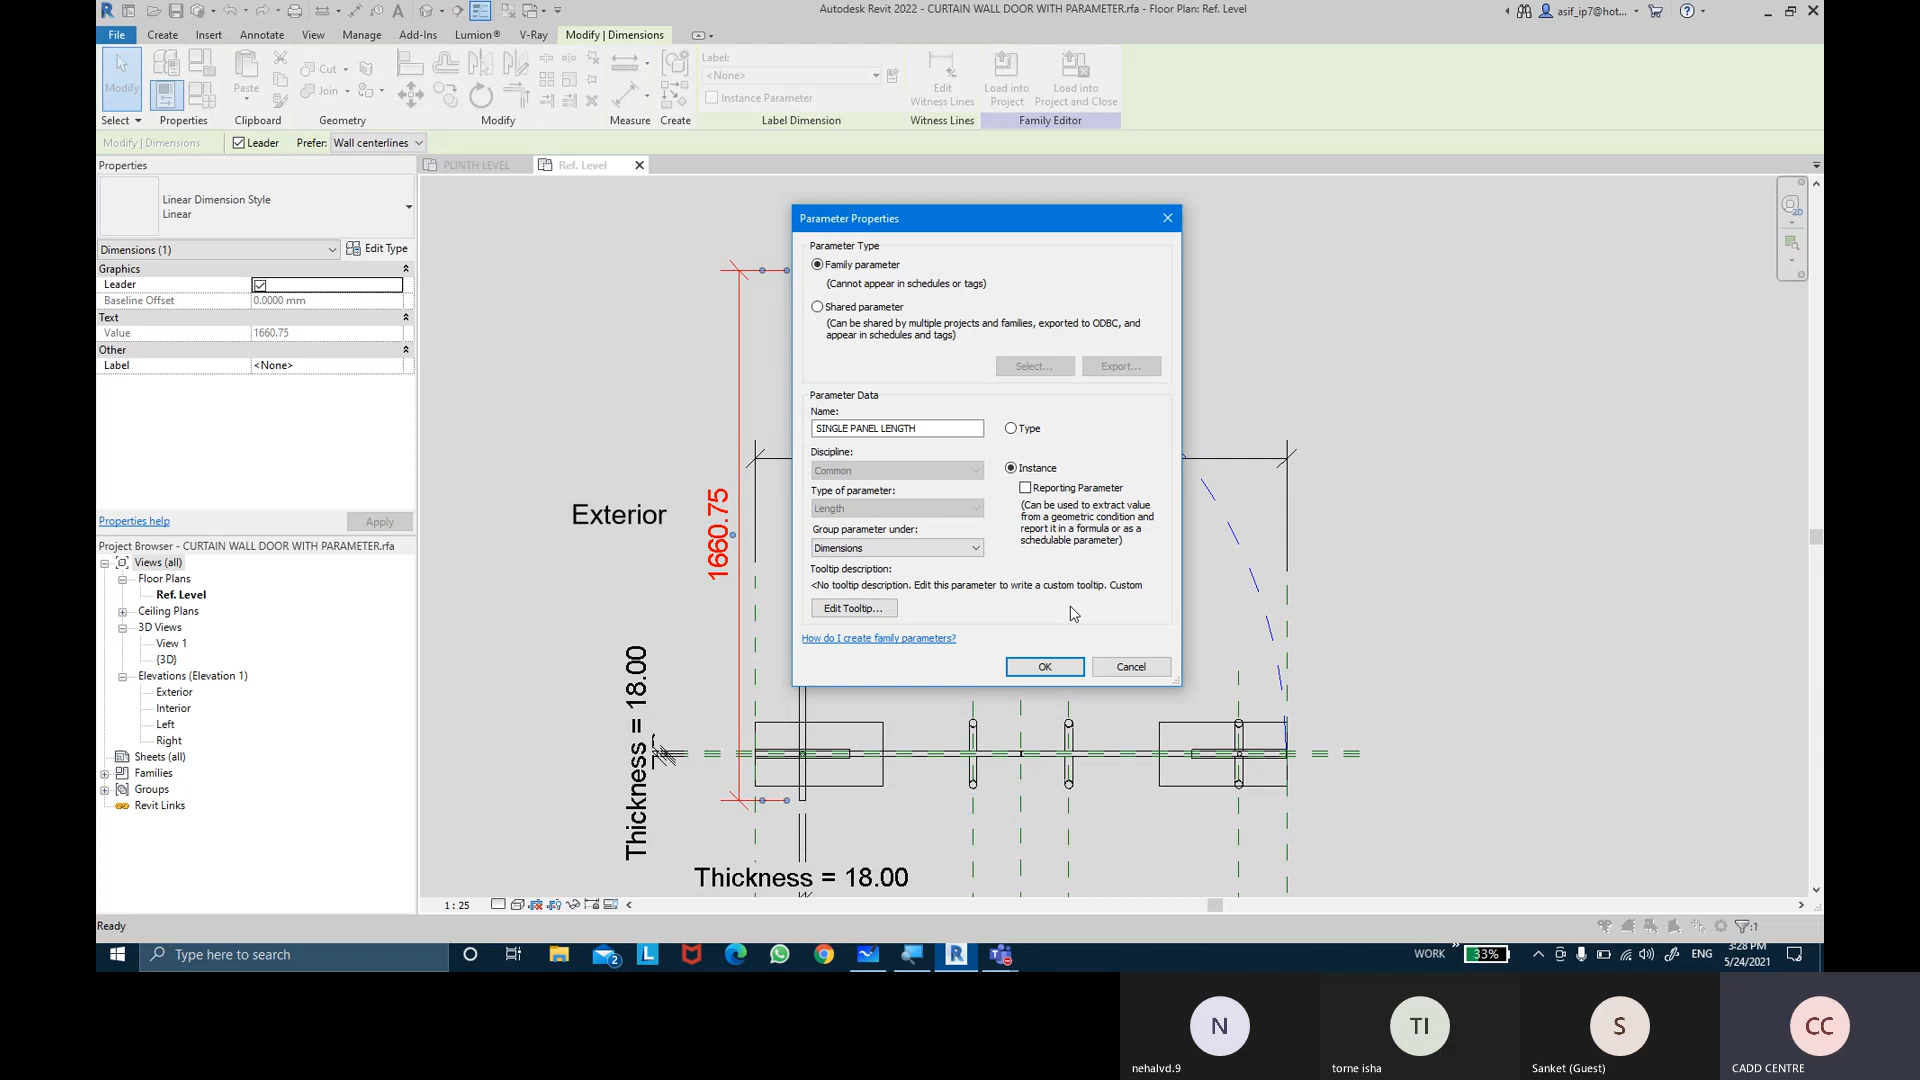 Autodesk Revit 2022 - CURTAIN WALL DOOR WITH PARAMETER.rfa - Floor Plan: Ref. Level
asif_ip7@hot...
File Create Insert Annotate View Manage Add-Ins Lumion® V-Ray Modify | Dimensions
Modify
Paste
Cut
Join
Label:
<None>
Instance Parameter
Edit Witness Lines
Load into Project
Load into Project and Close
Select Properties Clipboard Geometry Modify Measure Create Label Dimension Witness Lines Family Editor
Modify | Dimensions Leader Prefer: Wall centerlines
Properties
PLINTH LEVEL
Ref. Level
Linear Dimension Style
Linear
Dimensions (1) Edit Type
Graphics
Leader
Baseline Offset 0.0000 mm
Text
Value 1660.75
Other
Label <None>
Properties help Apply
Project Browser - CURTAIN WALL DOOR WITH PARAMETER.rfa
Views (all)
Floor Plans
Ref. Level
Ceiling Plans
3D Views
View 1
{3D}
Elevations (Elevation 1)
Exterior
Interior
Left
Right
Sheets (all)
Families
Groups
Revit Links
Exterior
1660.75
Thickness = 18.00
Thickness = 18.00
Parameter Properties
Parameter Type
Family parameter
(Cannot appear in schedules or tags)
Shared parameter
(Can be shared by multiple projects and families, exported to ODBC, and
appear in schedules and tags)
Select... Export...
Parameter Data
Name:
SINGLE PANEL LENGTH
Type
Discipline:
Common
Instance
Type of parameter:
Reporting Parameter
Length
(Can be used to extract value
from a geometric condition and
report it in a formula or as a
schedulable parameter)
Group parameter under:
Dimensions
Tooltip description:
<No tooltip description. Edit this parameter to write a custom tooltip. Custom
Edit Tooltip...
How do I create family parameters?
OK Cancel
1 : 25
Ready
:1
Type here to search
2
WORK
33%
ENG
3:28 PM
5/24/2021
N
TI
S
CC
nehalvd.9
torne isha
Sanket (Guest)
CADD CENTRE